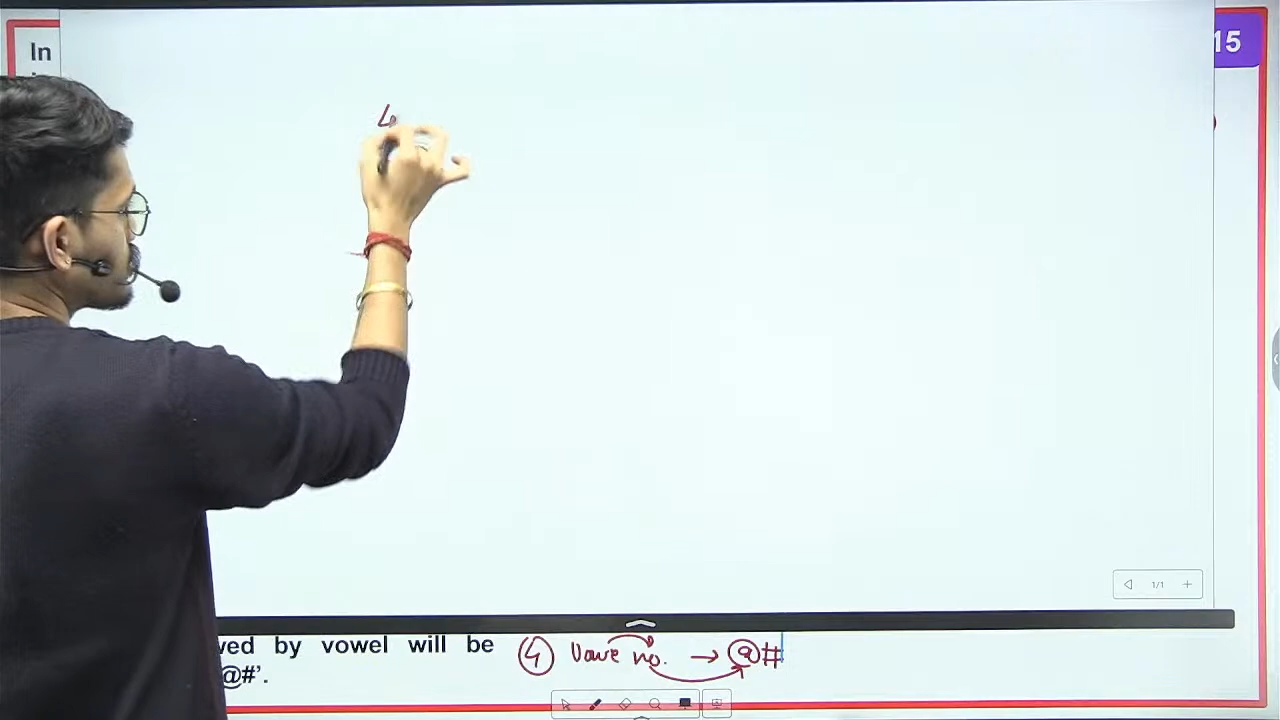 In
15
1/1
ved by vowel will be
④ Vowe no. → @#
@#’.